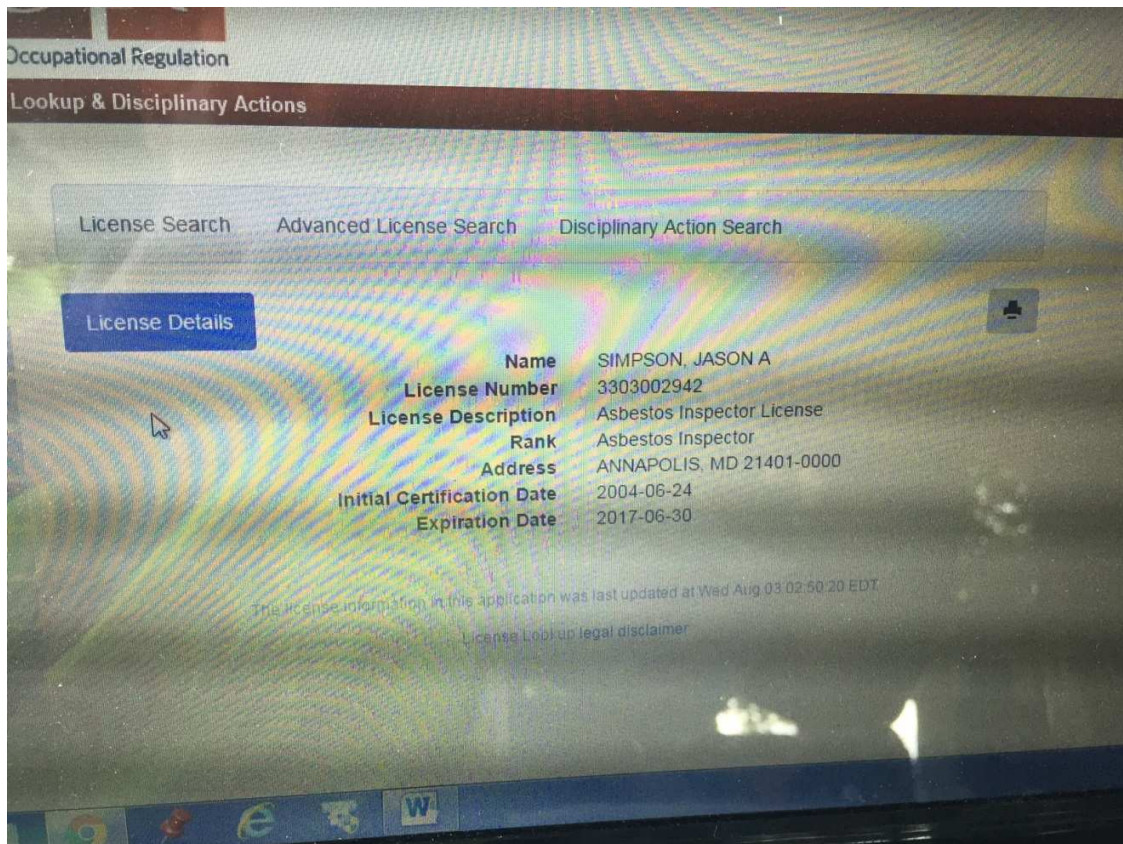 Occupational Regulation
Lookup & Disciplinary Actions
License Search Advanced License Search Disciplinary Action Search
License Details
Name SIMPSON, JASON A
License Number 3303002942
License Description Asbestos Inspector License
Rank Asbestos Inspector
Address ANNAPOLIS, MD 21401-0000
Initial Certification Date 2004-06-24
Expiration Date 2017-06-30
The license information in this application was last updated at Wed Aug 03 02:50:20 EDT
License Lookup legal disclaimer
W